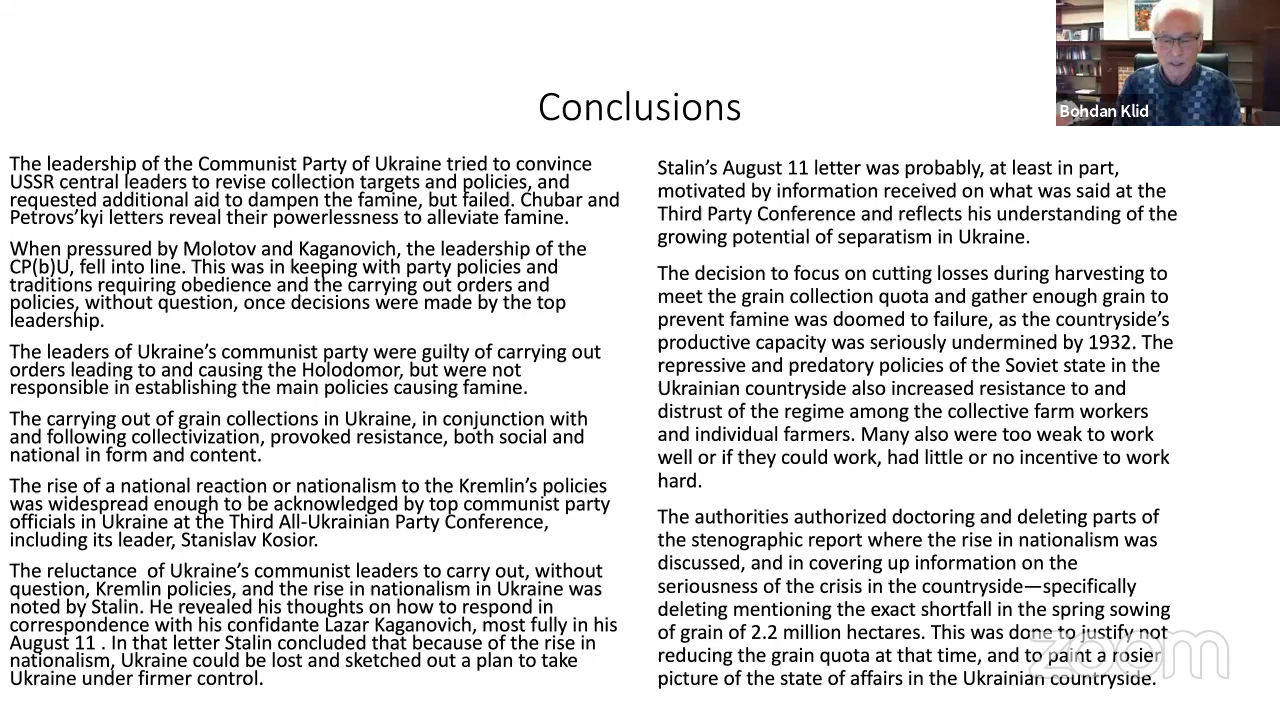 Bohdan Klid
Conclusions
The leadership of the Communist Party of Ukraine tried to convince
USSR central leaders to revise collection targets and policies, and
requested additional aid to dampen the famine, but failed. Chubar and
Petrovs’kyi letters reveal their powerlessness to alleviate famine.
When pressured by Molotov and Kaganovich, the leadership of the
CP(b)U, fell into line. This was in keeping with party policies and
traditions requiring obedience and the carrying out orders and
policies, without question, once decisions were made by the top
leadership.
The leaders of Ukraine’s communist party were guilty of carrying out
orders leading to and causing the Holodomor, but were not
responsible in establishing the main policies causing famine.
The carrying out of grain collections in Ukraine, in conjunction with
and following collectivization, provoked resistance, both social and
national in form and content.
The rise of a national reaction or nationalism to the Kremlin’s policies
was widespread enough to be acknowledged by top communist party
officials in Ukraine at the Third All-Ukrainian Party Conference,
including its leader, Stanislav Kosior.
The reluctance of Ukraine’s communist leaders to carry out, without
question, Kremlin policies, and the rise in nationalism in Ukraine was
noted by Stalin. He revealed his thoughts on how to respond in
correspondence with his confidante Lazar Kaganovich, most fully in his
August 11 . In that letter Stalin concluded that because of the rise in
nationalism, Ukraine could be lost and sketched out a plan to take
Ukraine under firmer control.
Stalin’s August 11 letter was probably, at least in part,
motivated by information received on what was said at the
Third Party Conference and reflects his understanding of the
growing potential of separatism in Ukraine.
The decision to focus on cutting losses during harvesting to
meet the grain collection quota and gather enough grain to
prevent famine was doomed to failure, as the countryside’s
productive capacity was seriously undermined by 1932. The
repressive and predatory policies of the Soviet state in the
Ukrainian countryside also increased resistance to and
distrust of the regime among the collective farm workers
and individual farmers. Many also were too weak to work
well or if they could work, had little or no incentive to work
hard.
The authorities authorized doctoring and deleting parts of
the stenographic report where the rise in nationalism was
discussed, and in covering up information on the
seriousness of the crisis in the countryside—specifically
deleting mentioning the exact shortfall in the spring sowing
of grain of 2.2 million hectares. This was done to justify not
reducing the grain quota at that time, and to paint a rosier
picture of the state of affairs in the Ukrainian countryside.
zoom